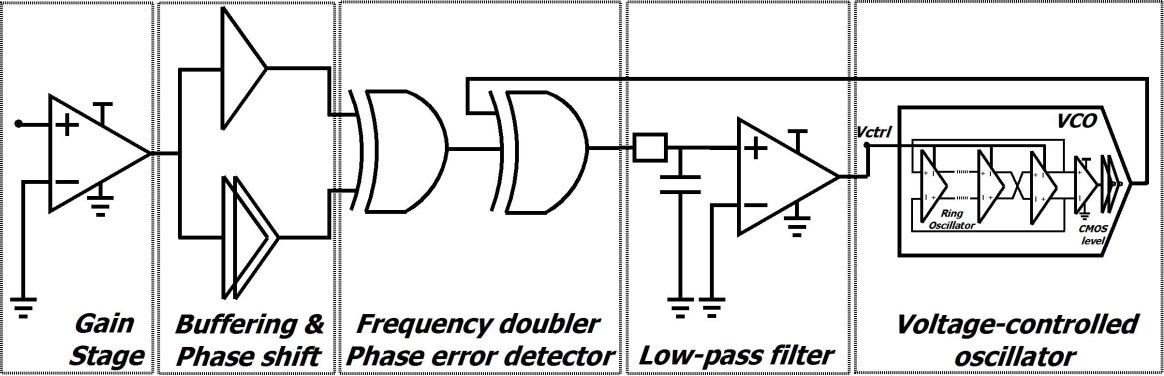 Vctrl
VCO
Ring
Oscillator
CMOS
level
Gain
Stage
Buffering &
Phase shift
Frequency doubler
Phase error detector
Low-pass filter
Voltage-controlled
oscillator